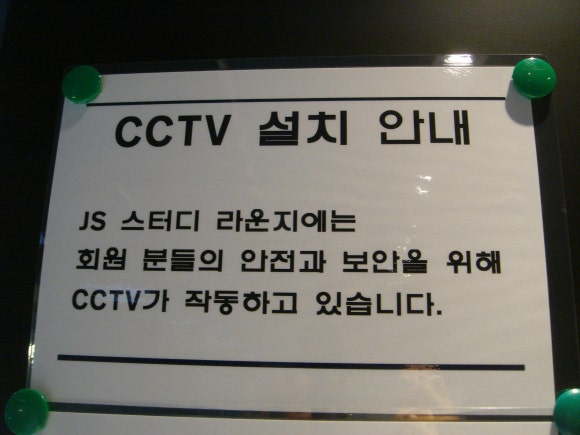 CCTV 설치 안내
JS 스터디 라운지에는
회원 분들의 안전과 보안을 위해
CCTV가 작동하고 있습니다.